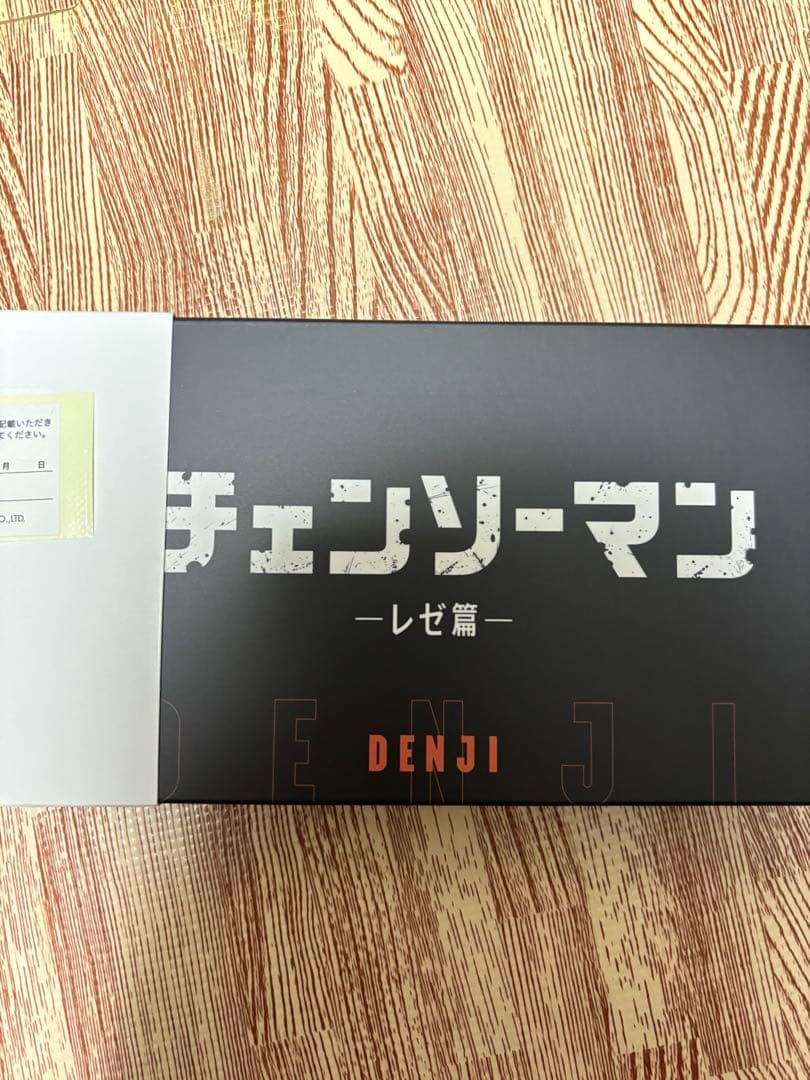 記載いただき
てください。
月 日
O.,LTD.
チェンソーマン
—レゼ篇—
DENJI
DENJI